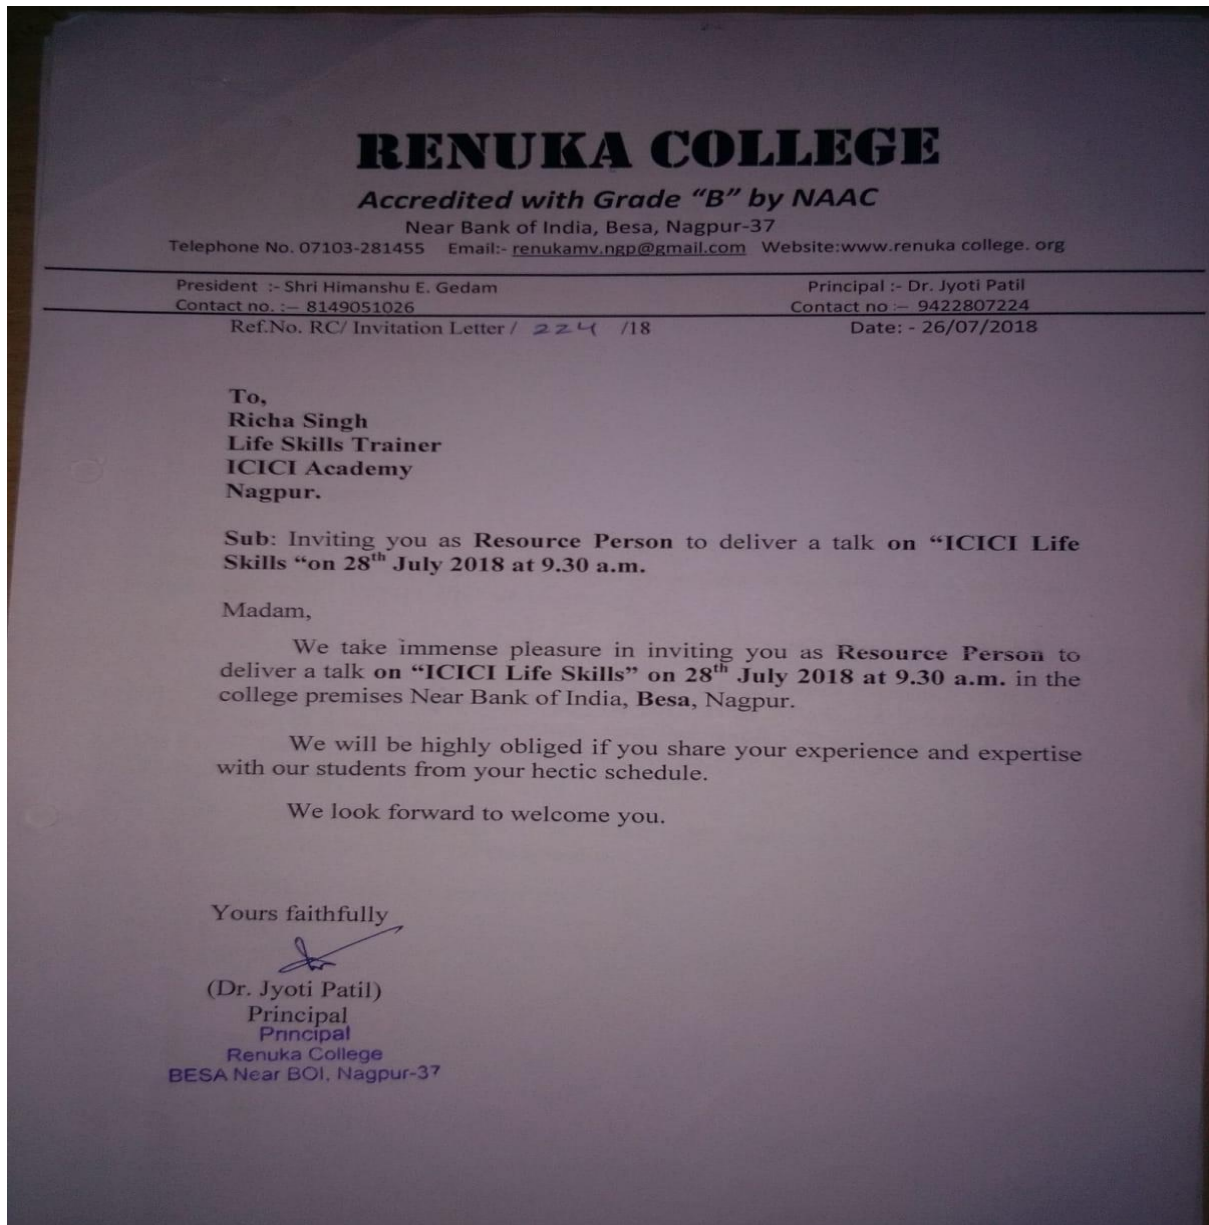 RENUKA COLLEGE
Accredited with Grade “B” by NAAC
Near Bank of India, Besa, Nagpur-37
Telephone No. 07103-281455 Email:- renukamv.ngp@gmail.com Website:www.renuka college. org
President :- Shri Himanshu E. Gedam Principal :- Dr. Jyoti Patil
Contact no. :– 8149051026 Contact no :– 9422807224
Ref.No. RC/ Invitation Letter / 224 /18 Date: - 26/07/2018
To,
Richa Singh
Life Skills Trainer
ICICI Academy
Nagpur.
Sub: Inviting you as Resource Person to deliver a talk on “ICICI Life
Skills “on 28th July 2018 at 9.30 a.m.
Madam,
We take immense pleasure in inviting you as Resource Person to
deliver a talk on “ICICI Life Skills” on 28th July 2018 at 9.30 a.m. in the
college premises Near Bank of India, Besa, Nagpur.
We will be highly obliged if you share your experience and expertise
with our students from your hectic schedule.
We look forward to welcome you.
Yours faithfully
(Dr. Jyoti Patil)
Principal
Principal
Renuka College
BESA Near BOI, Nagpur-37